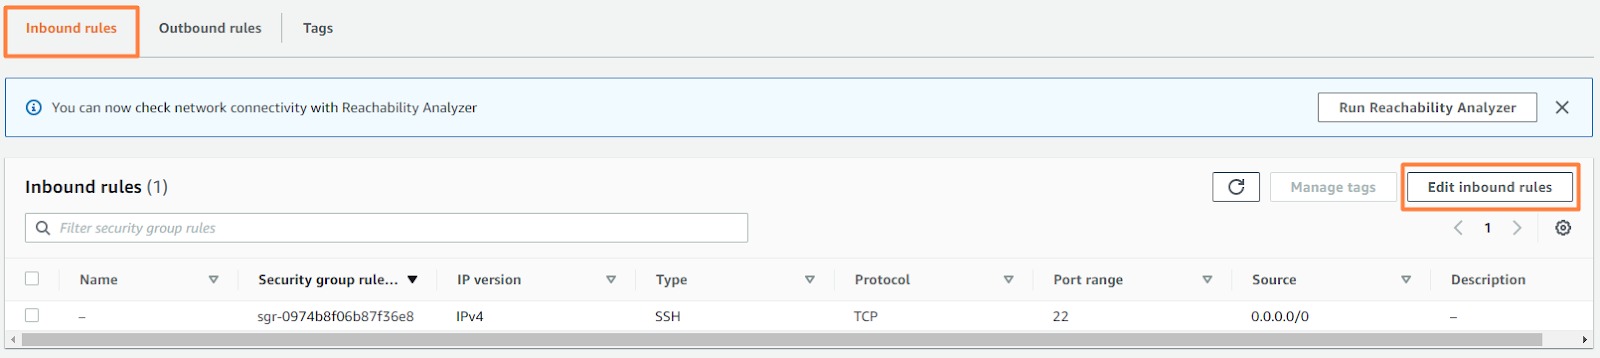 Inbound rules Outbound rules Tags
You can now check network connectivity with Reachability Analyzer Run Reachability Analyzer
Inbound rules (1) Manage tags Edit inbound rules
Filter security group rules 1
Name Security group rule... IP version Type Protocol Port range Source Description
– sgr-0974b8f06b87f36e8 IPv4 SSH TCP 22 0.0.0.0/0 –